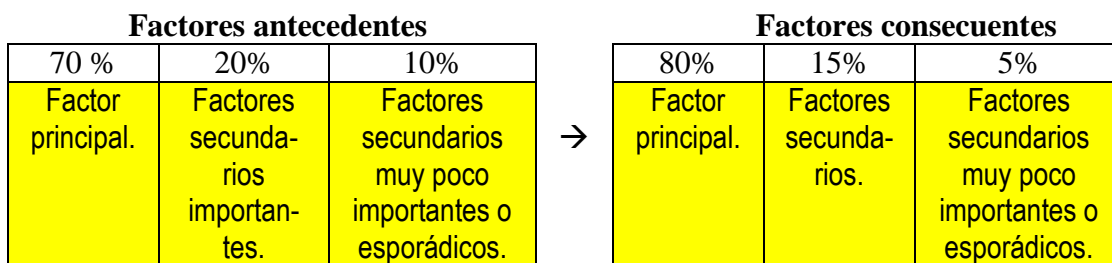 Factores antecedentes Factores consecuentes
70 % 20% 10% 80% 15% 5%
Factor Factores Factores Factor Factores Factores
principal. secunda- secundarios → principal. secunda- secundarios
rios muy poco rios. muy poco
importan- importantes o importantes o
tes. esporádicos. esporádicos.